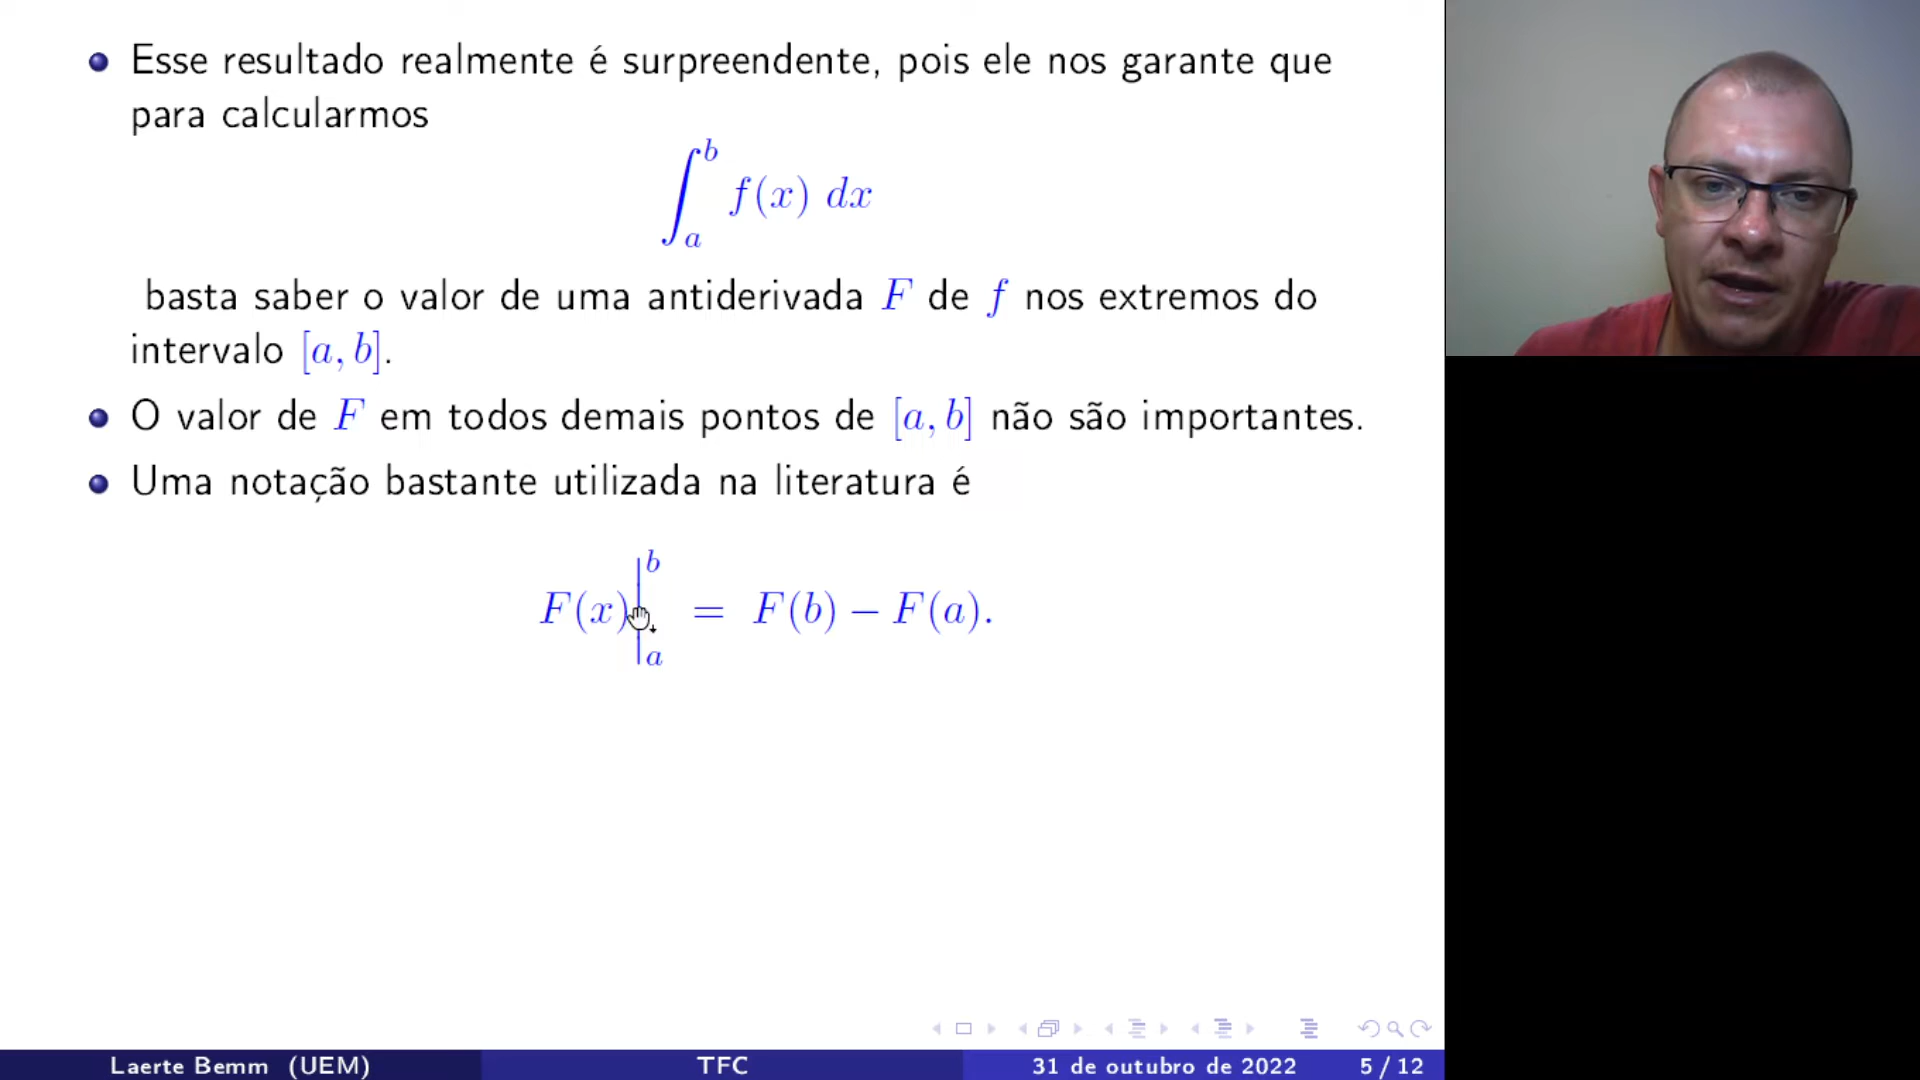 Esse resultado realmente é surpreendente, pois ele nos garante que
para calcularmos
∫_a^b f(x) dx
basta saber o valor de uma antiderivada F de f nos extremos do
intervalo [a, b].
O valor de F em todos demais pontos de [a, b] não são importantes.
Uma notação bastante utilizada na literatura é
F(x)|_a^b = F(b) − F(a).
Laerte Bemm (UEM) TFC 31 de outubro de 2022 5 / 12